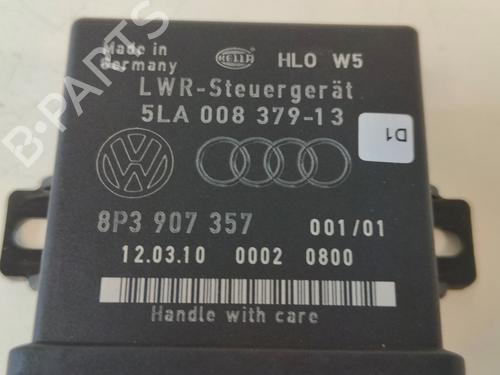 Made in
Germany
HELLA
HLO W5
LWR-Steuergerät
5LA 008 379-13
D1
8P3 907 357
001/01
12.03.10 0002 0800
Handle with care
B-PARTS